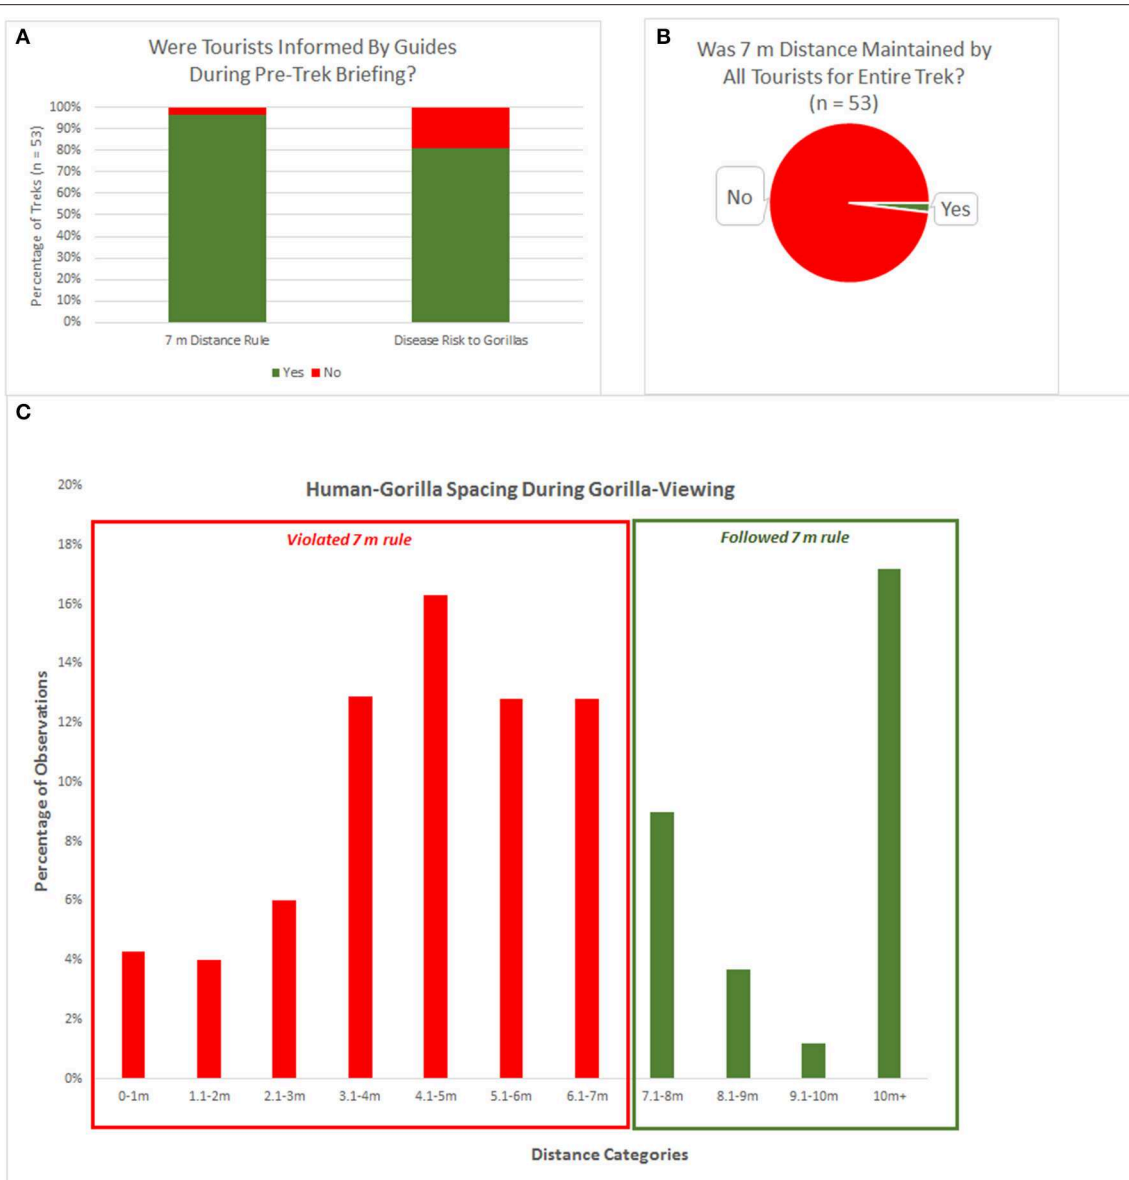 A
Were Tourists Informed By Guides
During Pre-Trek Briefing?
Percentage of Treks (n = 53)
100%
90%
80%
70%
60%
50%
40%
30%
20%
10%
0%
7 m Distance Rule
Disease Risk to Gorillas
Yes No
B
Was 7 m Distance Maintained by
All Tourists for Entire Trek?
(n = 53)
No
Yes
C
Human-Gorilla Spacing During Gorilla-Viewing
Violated 7 m rule
Followed 7 m rule
Percentage of Observations
20%
18%
16%
14%
12%
10%
8%
6%
4%
2%
0%
0-1m 1.1-2m 2.1-3m 3.1-4m 4.1-5m 5.1-6m 6.1-7m 7.1-8m 8.1-9m 9.1-10m 10m+
Distance Categories